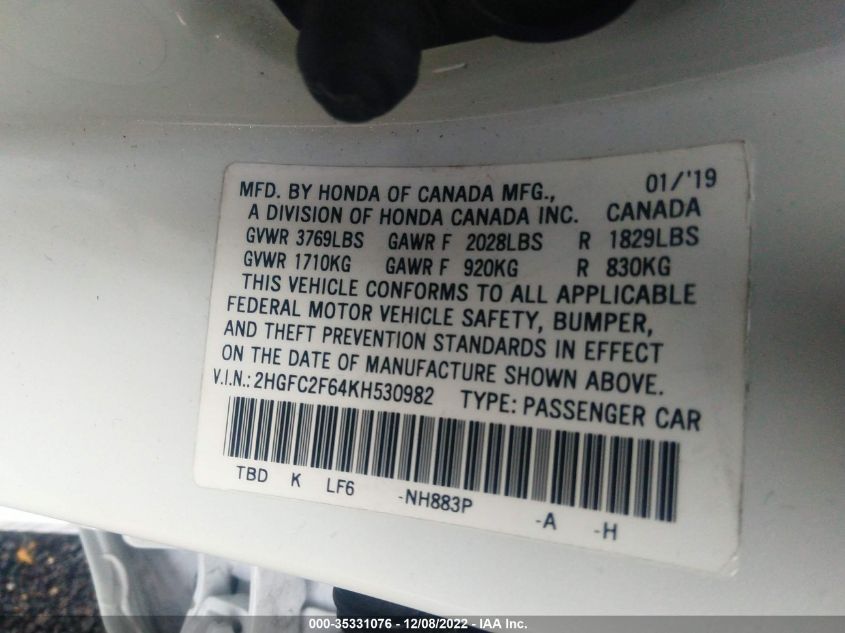 MFD. BY HONDA OF CANADA MFG., 01/'19
A DIVISION OF HONDA CANADA INC. CANADA
GVWR 3769LBS GAWR F 2028LBS R 1829LBS
GVWR 1710KG GAWR F 920KG R 830KG
THIS VEHICLE CONFORMS TO ALL APPLICABLE
FEDERAL MOTOR VEHICLE SAFETY, BUMPER,
AND THEFT PREVENTION STANDARDS IN EFFECT
ON THE DATE OF MANUFACTURE SHOWN ABOVE.
V.I.N.: 2HGFC2F64KH530982 TYPE: PASSENGER CAR
TBD K LF6 -NH883P -A -H
000-35331076 - 12/08/2022 - IAA Inc.